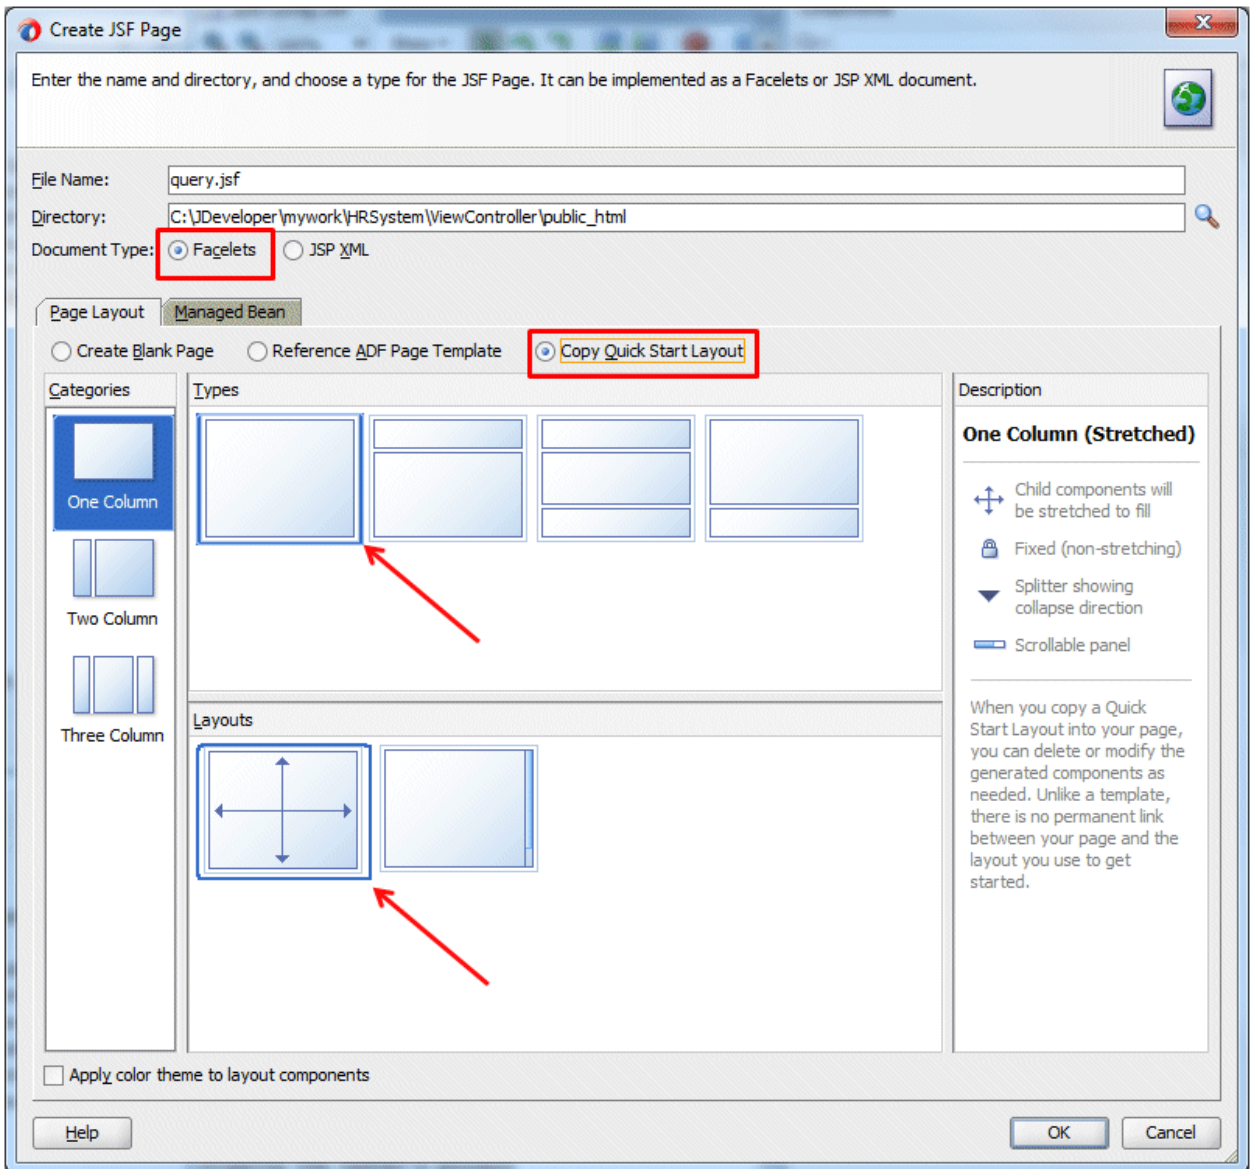 Create JSF Page
Enter the name and directory, and choose a type for the JSF Page. It can be implemented as a Facelets or JSP XML document.
File Name: query.jsf
Directory: C:\JDeveloper\mywork\HRSystem\ViewController\public_html
Document Type: Facelets JSP XML
Page Layout Managed Bean
Create Blank Page Reference ADF Page Template Copy Quick Start Layout
Categories
One Column
Two Column
Three Column
Types
Layouts
Description
One Column (Stretched)
Child components will
be stretched to fill
Fixed (non-stretching)
Splitter showing
collapse direction
Scrollable panel
When you copy a Quick
Start Layout into your page,
you can delete or modify the
generated components as
needed. Unlike a template,
there is no permanent link
between your page and the
layout you use to get
started.
Apply color theme to layout components
Help OK Cancel